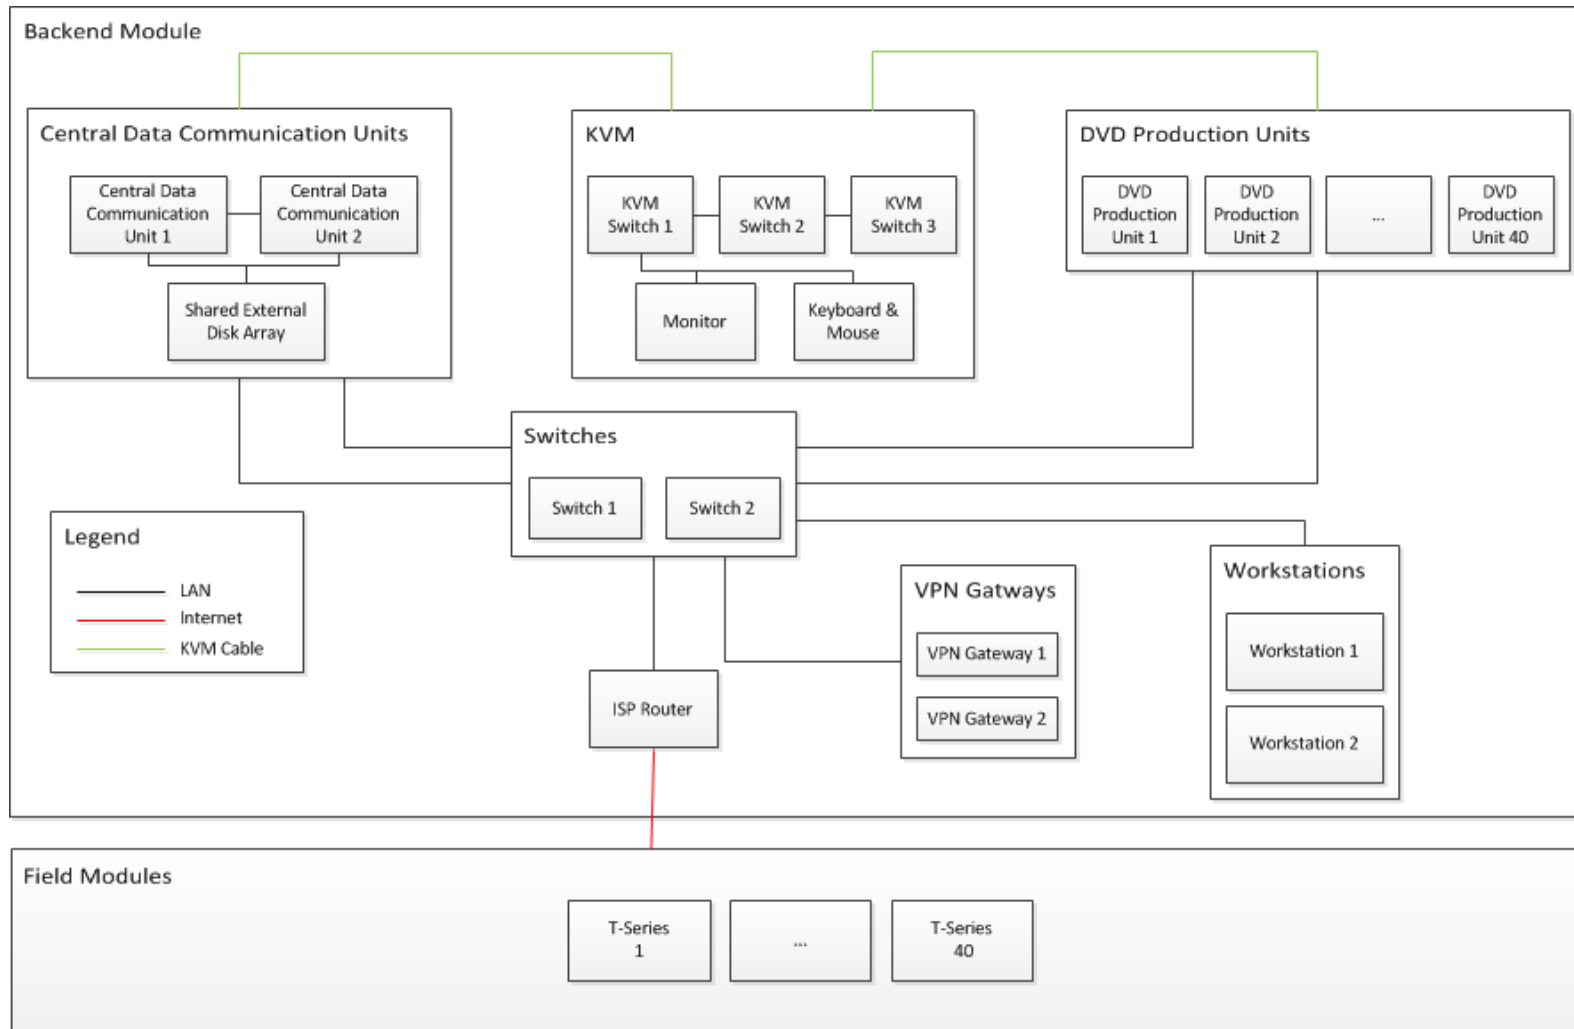 Backend Module
Central Data Communication Units
Central Data
Communication
Unit 1
Central Data
Communication
Unit 2
Shared External
Disk Array
KVM
KVM
Switch 1
KVM
Switch 2
KVM
Switch 3
Monitor
Keyboard &
Mouse
DVD Production Units
DVD
Production
Unit 1
DVD
Production
Unit 2
...
DVD
Production
Unit 40
Switches
Switch 1
Switch 2
Legend
LAN
Internet
KVM Cable
ISP Router
VPN Gatways
VPN Gateway 1
VPN Gateway 2
Workstations
Workstation 1
Workstation 2
Field Modules
T-Series
1
...
T-Series
40